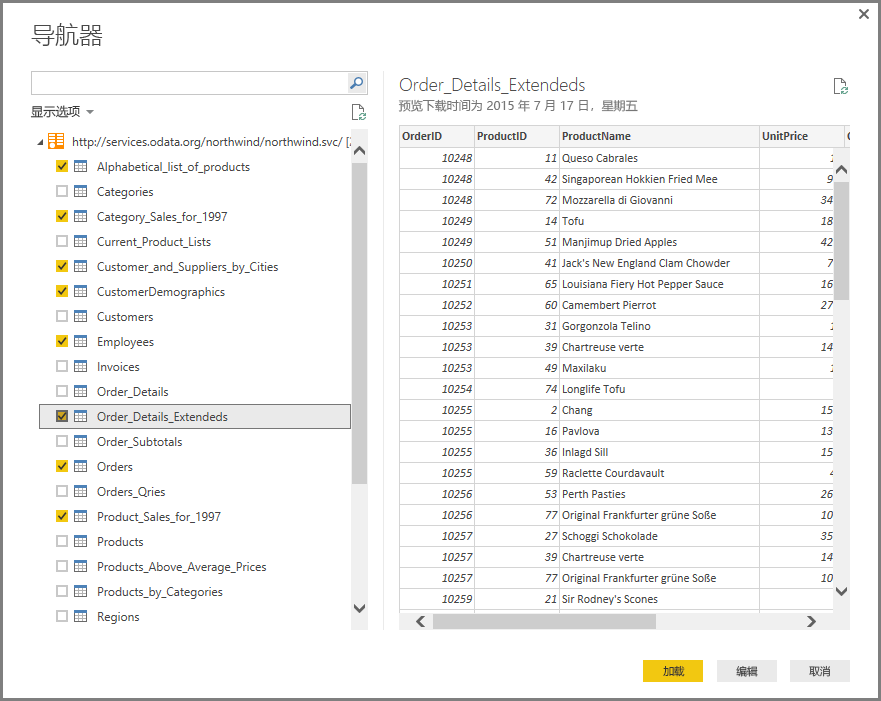 导航器
显示选项
http://services.odata.org/northwind/northwind.svc/
Alphabetical_list_of_products
Categories
Category_Sales_for_1997
Current_Product_Lists
Customer_and_Suppliers_by_Cities
CustomerDemographics
Customers
Employees
Invoices
Order_Details
Order_Details_Extendeds
Order_Subtotals
Orders
Orders_Qries
Product_Sales_for_1997
Products
Products_Above_Average_Prices
Products_by_Categories
Regions
Order_Details_Extendeds
预览下载时间为 2015 年 7 月 17 日，星期五
OrderID ProductID ProductName UnitPrice
10248 11 Queso Cabrales 1
10248 42 Singaporean Hokkien Fried Mee 9
10248 72 Mozzarella di Giovanni 34
10249 14 Tofu 18
10249 51 Manjimup Dried Apples 42
10250 41 Jack's New England Clam Chowder 7
10251 65 Louisiana Fiery Hot Pepper Sauce 16
10252 60 Camembert Pierrot 27
10253 31 Gorgonzola Telino 1
10253 39 Chartreuse verte 14
10253 49 Maxilaku 1
10254 74 Longlife Tofu
10255 2 Chang 15
10255 16 Pavlova 13
10255 36 Inlagd Sill 15
10255 59 Raclette Courdavault 4
10256 53 Perth Pasties 26
10256 77 Original Frankfurter grüne Soße 10
10257 27 Schoggi Schokolade 35
10257 39 Chartreuse verte 14
10257 77 Original Frankfurter grüne Soße 10
10259 21 Sir Rodney's Scones
加载 编辑 取消